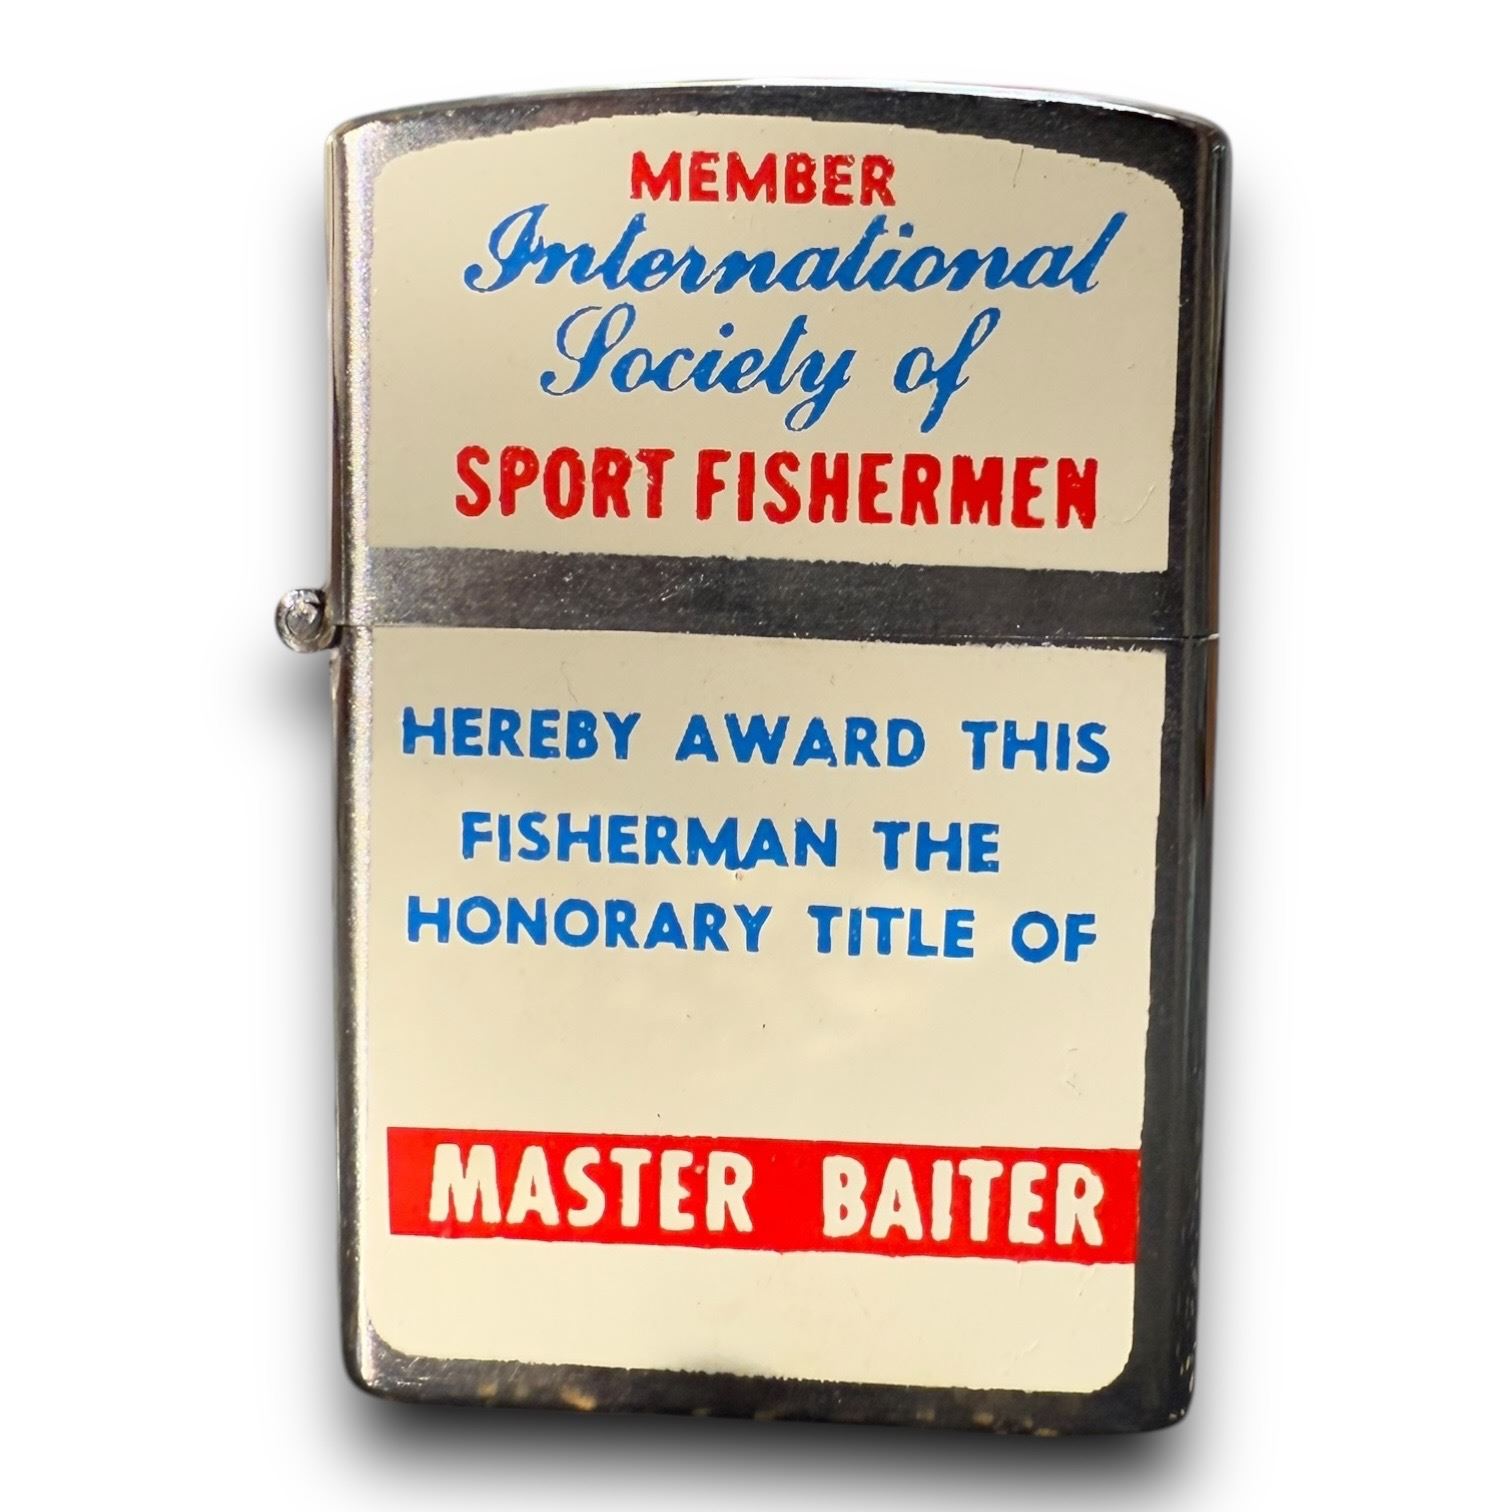 MEMBER
International
Society of
SPORT FISHERMEN
HEREBY AWARD THIS
FISHERMAN THE
HONORARY TITLE OF
MASTER BAITER